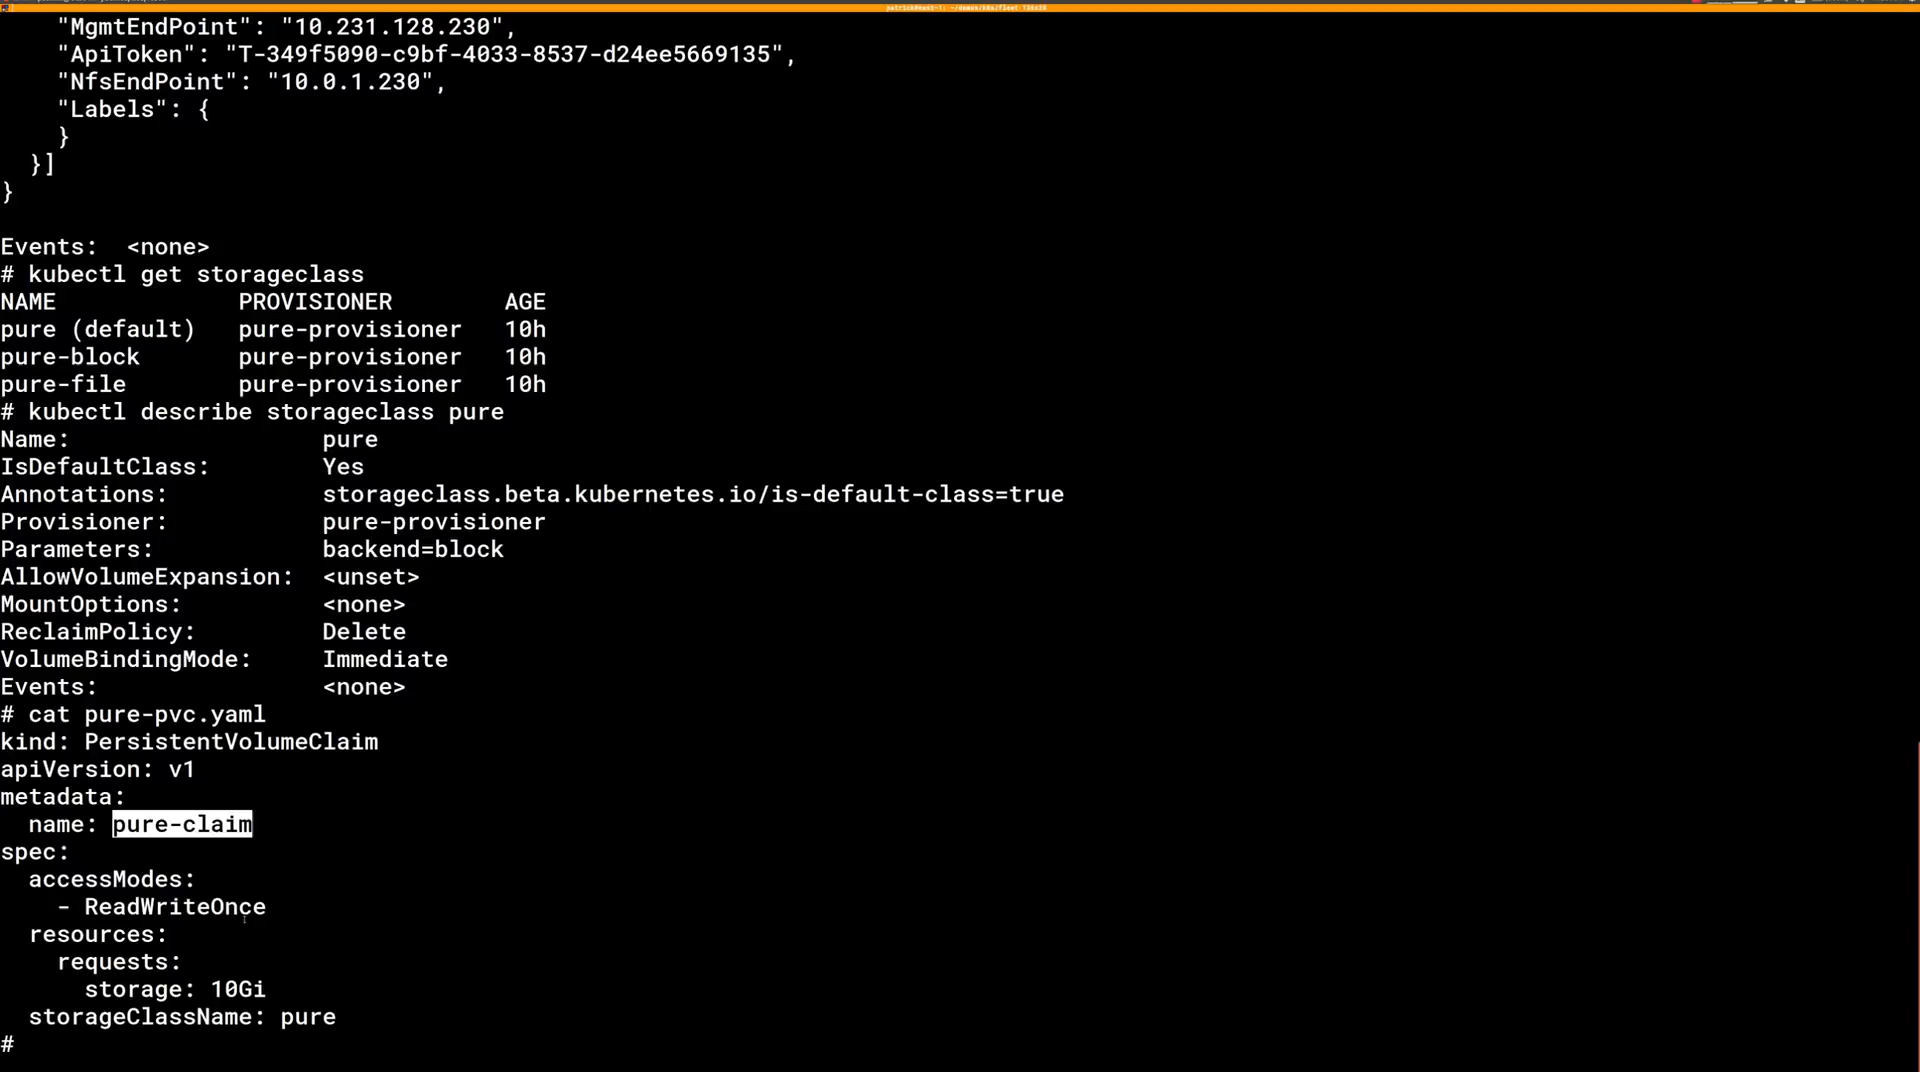 "MgmtEndPoint": "10.231.128.230",
"ApiToken": "T-349f5090-c9bf-4033-8537-d24ee5669135",
"NfsEndPoint": "10.0.1.230",
"Labels": {
}
}]
}
Events:  <none>
# kubectl get storageclass
NAME             PROVISIONER        AGE
pure (default)   pure-provisioner   10h
pure-block       pure-provisioner   10h
pure-file        pure-provisioner   10h
# kubectl describe storageclass pure
Name:                  pure
IsDefaultClass:        Yes
Annotations:           storageclass.beta.kubernetes.io/is-default-class=true
Provisioner:           pure-provisioner
Parameters:            backend=block
AllowVolumeExpansion:  <unset>
MountOptions:          <none>
ReclaimPolicy:         Delete
VolumeBindingMode:     Immediate
Events:                <none>
# cat pure-pvc.yaml
kind: PersistentVolumeClaim
apiVersion: v1
metadata:
  name: pure-claim
spec:
  accessModes:
    - ReadWriteOnce
  resources:
    requests:
      storage: 10Gi
  storageClassName: pure
#